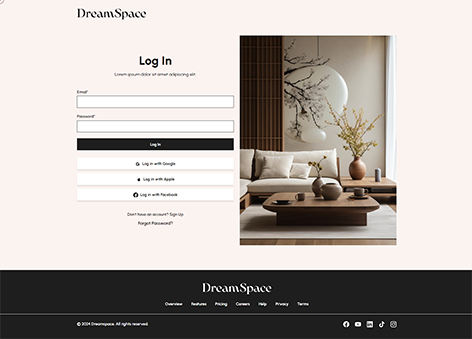 DreamSpace
Log In
Lorem ipsum dolor sit amet adipiscing elit.
Email*
Password*
Log In
Log in with Google
Log in with Apple
Log in with Facebook
Don't have an account? Sign Up
Forgot Password?
DreamSpace
Overview Features Pricing Careers Help Privacy Terms
© 2024 Dreamspace. All rights reserved.